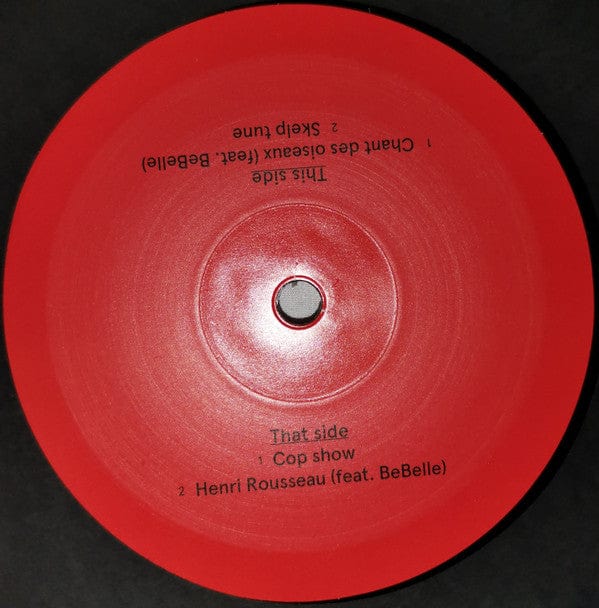 This side
1 Chant des oiseaux (feat. BeBelle)
2 Skelp tune
That side
1 Cop show
2 Henri Rousseau (feat. BeBelle)